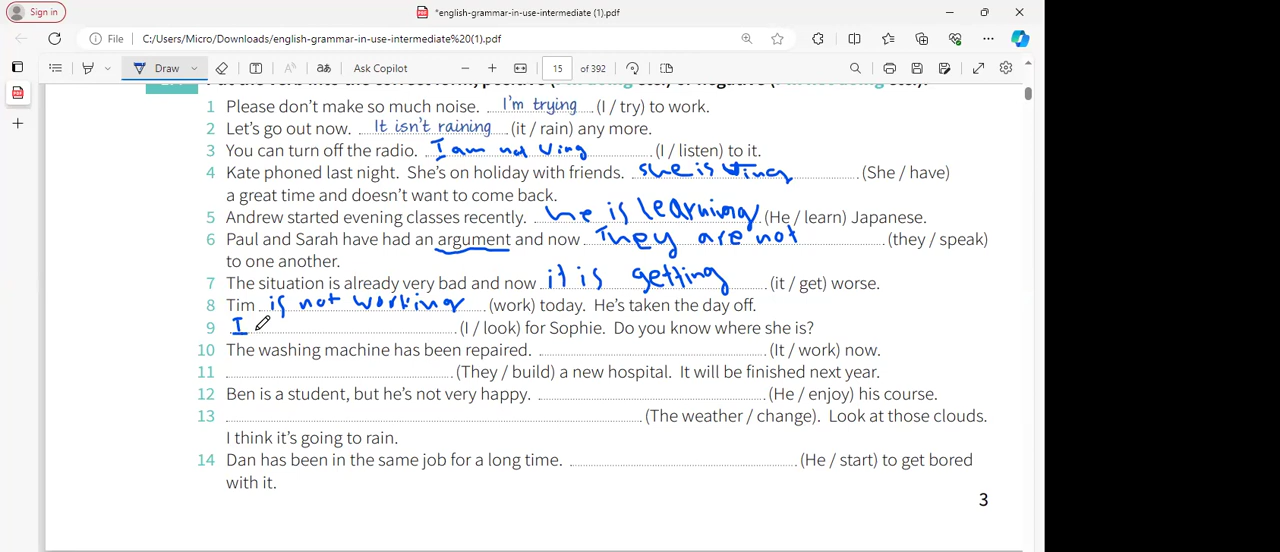 Sign in
*english-grammar-in-use-intermediate (1).pdf
File C:/Users/Micro/Downloads/english-grammar-in-use-intermediate%20(1).pdf
Draw Ask Copilot 15 of 392
1 Please don't make so much noise. I'm trying (I / try) to work.
2 Let's go out now. It isn't raining (it / rain) any more.
3 You can turn off the radio. I am not Ving (I / listen) to it.
4 Kate phoned last night. She's on holiday with friends. she is Ving (She / have)
a great time and doesn't want to come back.
5 Andrew started evening classes recently. he is learning (He / learn) Japanese.
6 Paul and Sarah have had an argument and now They are not (they / speak)
to one another.
7 The situation is already very bad and now it is getting (it / get) worse.
8 Tim is not working (work) today. He's taken the day off.
9 I (I / look) for Sophie. Do you know where she is?
10 The washing machine has been repaired. (It / work) now.
11 (They / build) a new hospital. It will be finished next year.
12 Ben is a student, but he's not very happy. (He / enjoy) his course.
13 (The weather / change). Look at those clouds.
I think it's going to rain.
14 Dan has been in the same job for a long time. (He / start) to get bored
with it.
3